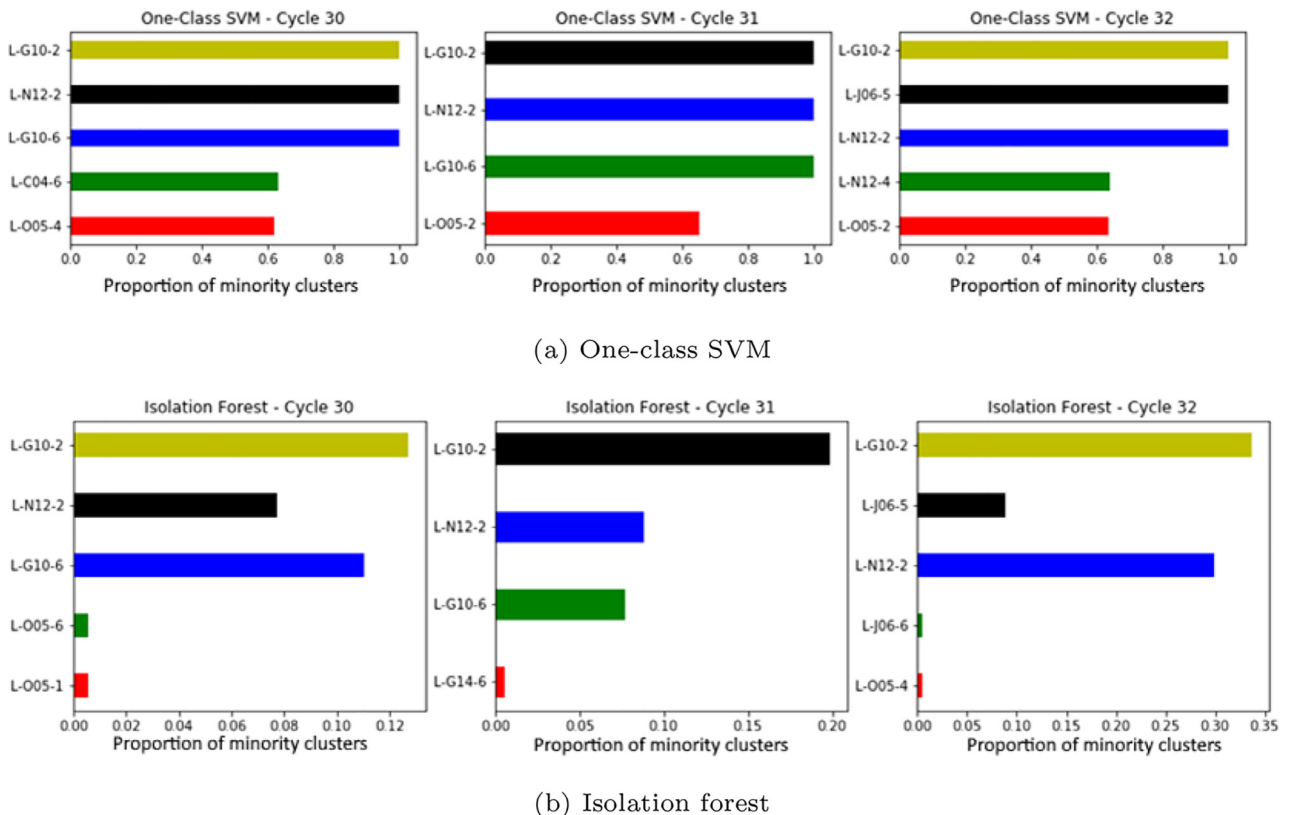 One-Class SVM - Cycle 30
L-G10-2
L-N12-2
L-G10-6
L-C04-6
L-O05-4
0.0 0.2 0.4 0.6 0.8 1.0
Proportion of minority clusters
One-Class SVM - Cycle 31
L-G10-2
L-N12-2
L-G10-6
L-O05-2
0.0 0.2 0.4 0.6 0.8 1.0
Proportion of minority clusters
One-Class SVM - Cycle 32
L-G10-2
L-J06-5
L-N12-2
L-N12-4
L-O05-2
0.0 0.2 0.4 0.6 0.8 1.0
Proportion of minority clusters
(a) One-class SVM
Isolation Forest - Cycle 30
L-G10-2
L-N12-2
L-G10-6
L-O05-6
L-O05-1
0.00 0.02 0.04 0.06 0.08 0.10 0.12
Proportion of minority clusters
Isolation Forest - Cycle 31
L-G10-2
L-N12-2
L-G10-6
L-G14-6
0.00 0.05 0.10 0.15 0.20
Proportion of minority clusters
Isolation Forest - Cycle 32
L-G10-2
L-J06-5
L-N12-2
L-J06-6
L-O05-4
0.00 0.05 0.10 0.15 0.20 0.25 0.30 0.35
Proportion of minority clusters
(b) Isolation forest